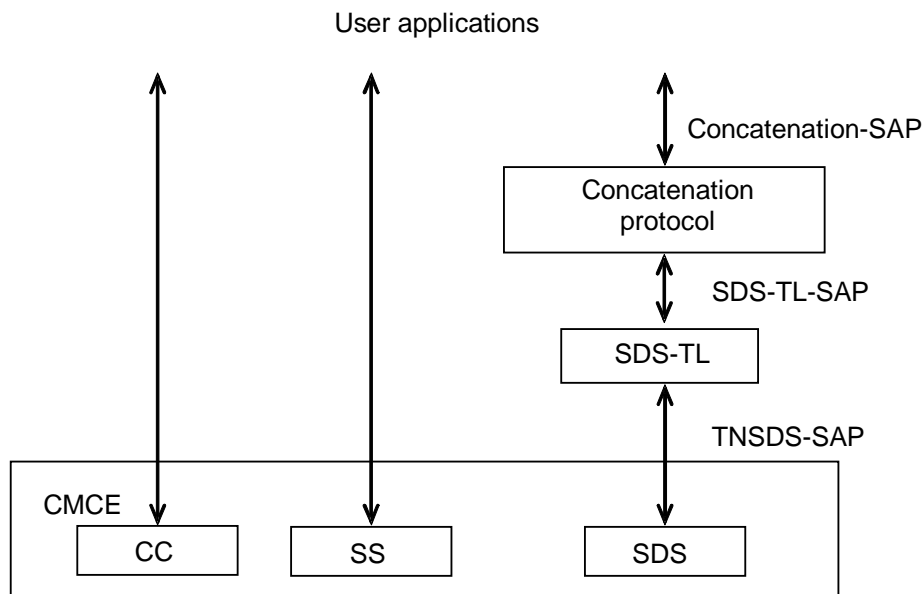 User applications
Concatenation-SAP
Concatenation
protocol
SDS-TL-SAP
SDS-TL
TNSDS-SAP
CMCE
CC
SS
SDS